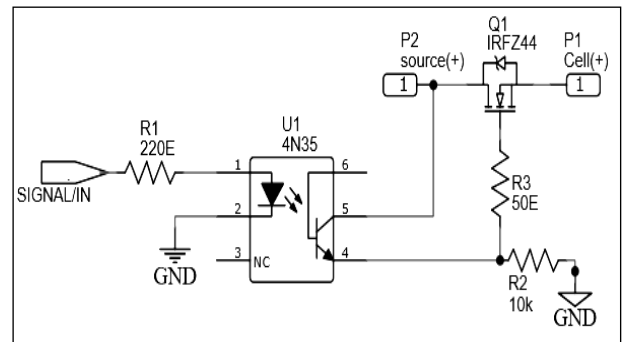 Q1
P2
IRFZ44
P1
source(+)
Cell(+)
1
1
U1
4N35
R1
220E
1
6
SIGNAL/IN
R3
50E
2
5
3
NC
4
GND
R2
10k
GND